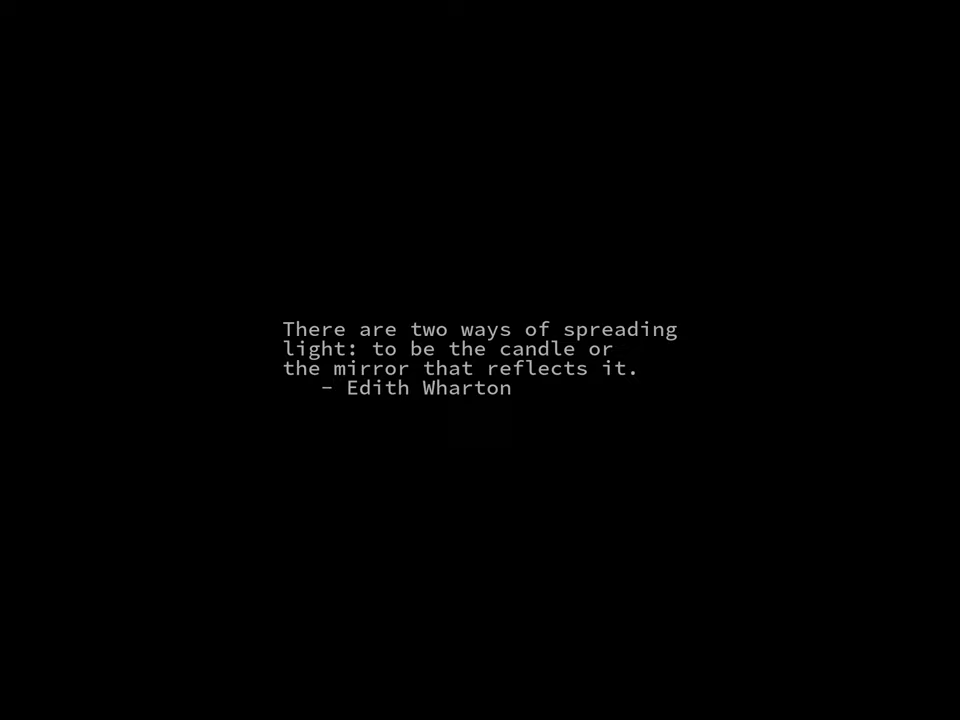 There are two ways of spreading
light: to be the candle or
the mirror that reflects it.
– Edith Wharton